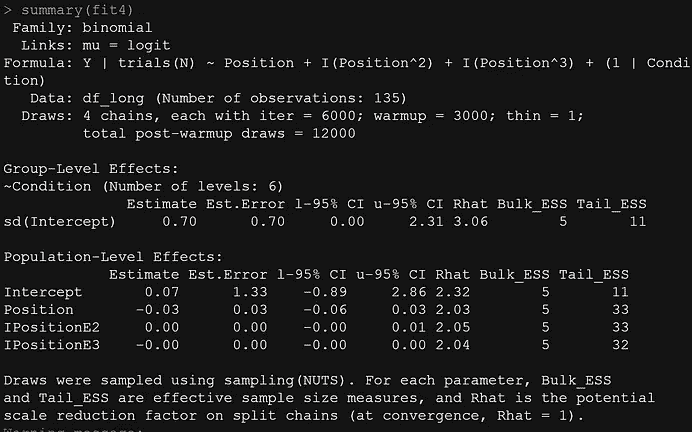 > summary(fit4)
 Family: binomial
  Links: mu = logit
Formula: Y | trials(N) ~ Position + I(Position^2) + I(Position^3) + (1 | Condi
tion)
   Data: df_long (Number of observations: 135)
  Draws: 4 chains, each with iter = 6000; warmup = 3000; thin = 1;
         total post-warmup draws = 12000

Group-Level Effects:
~Condition (Number of levels: 6)
              Estimate Est.Error l-95% CI u-95% CI Rhat Bulk_ESS Tail_ESS
sd(Intercept)     0.70      0.70     0.00     2.31 3.06        5       11

Population-Level Effects:
            Estimate Est.Error l-95% CI u-95% CI Rhat Bulk_ESS Tail_ESS
Intercept       0.07      1.33    -0.89     2.86 2.32        5       11
Position       -0.03      0.03    -0.06     0.03 2.03        5       33
IPositionE2     0.00      0.00    -0.00     0.01 2.05        5       33
IPositionE3    -0.00      0.00    -0.00     0.00 2.04        5       32

Draws were sampled using sampling(NUTS). For each parameter, Bulk_ESS
and Tail_ESS are effective sample size measures, and Rhat is the potential
scale reduction factor on split chains (at convergence, Rhat = 1).
Warning message: